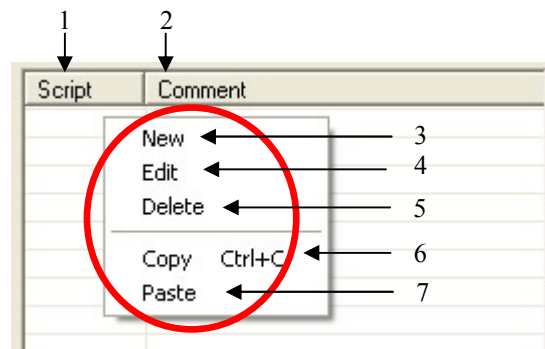 1 2
Script Comment
New 3
Edit 4
Delete 5
Copy Ctrl+C 6
Paste 7